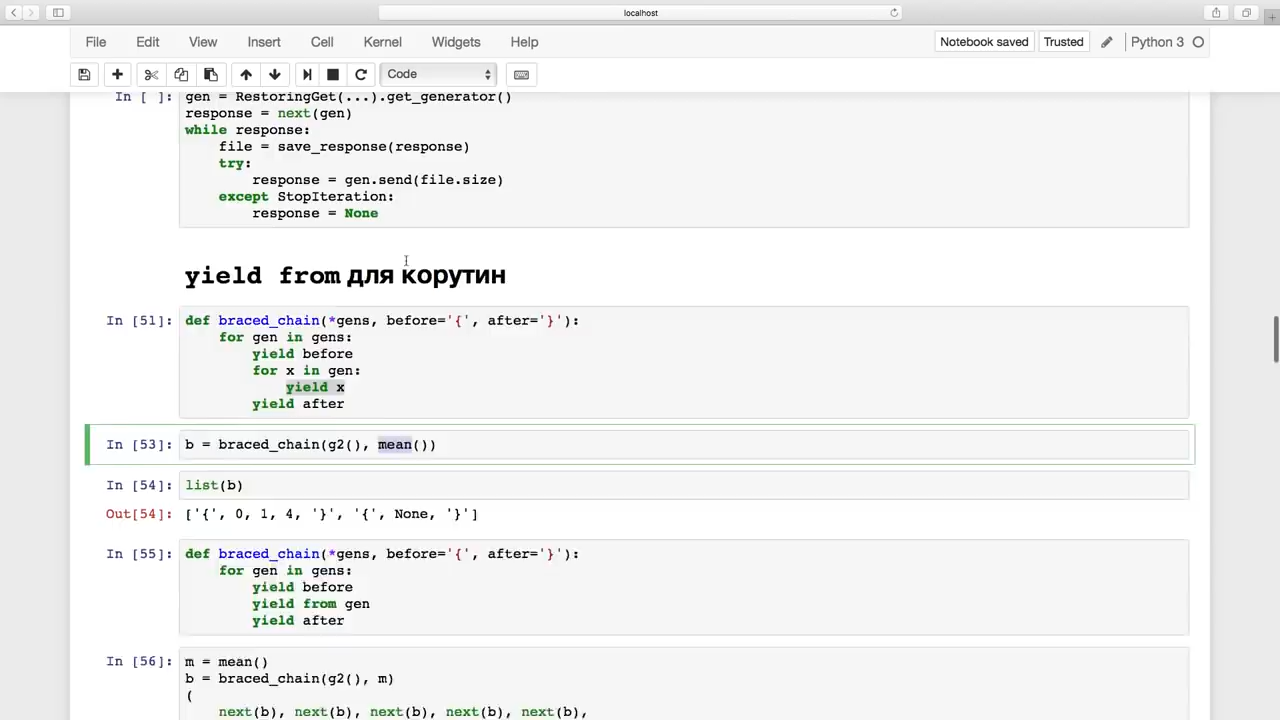 localhost
File Edit View Insert Cell Kernel Widgets Help
Notebook saved Trusted Python 3
Code
In [ ]: gen = RestoringGet(...).get_generator()
response = next(gen)
while response:
    file = save_response(response)
    try:
        response = gen.send(file.size)
    except StopIteration:
        response = None
yield from для корутин
In [51]: def braced_chain(*gens, before='{', after='}'):
    for gen in gens:
        yield before
        for x in gen:
            yield x
        yield after
In [53]: b = braced_chain(g2(), mean())
In [54]: list(b)
Out[54]: ['{', 0, 1, 4, '}', '{', None, '}']
In [55]: def braced_chain(*gens, before='{', after='}'):
    for gen in gens:
        yield before
        yield from gen
        yield after
In [56]: m = mean()
b = braced_chain(g2(), m)
(
    next(b), next(b), next(b), next(b), next(b),